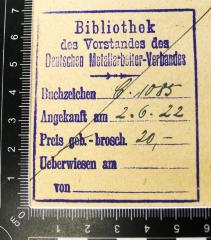 Bibliothek
des Vorstandes des
Deutschen Metallarbeiter-Verbandes
Buchzeichen C. 1085
Angekauft am 2.6.22
Preis geb.- brosch. 20,-
Ueberwiesen am
von